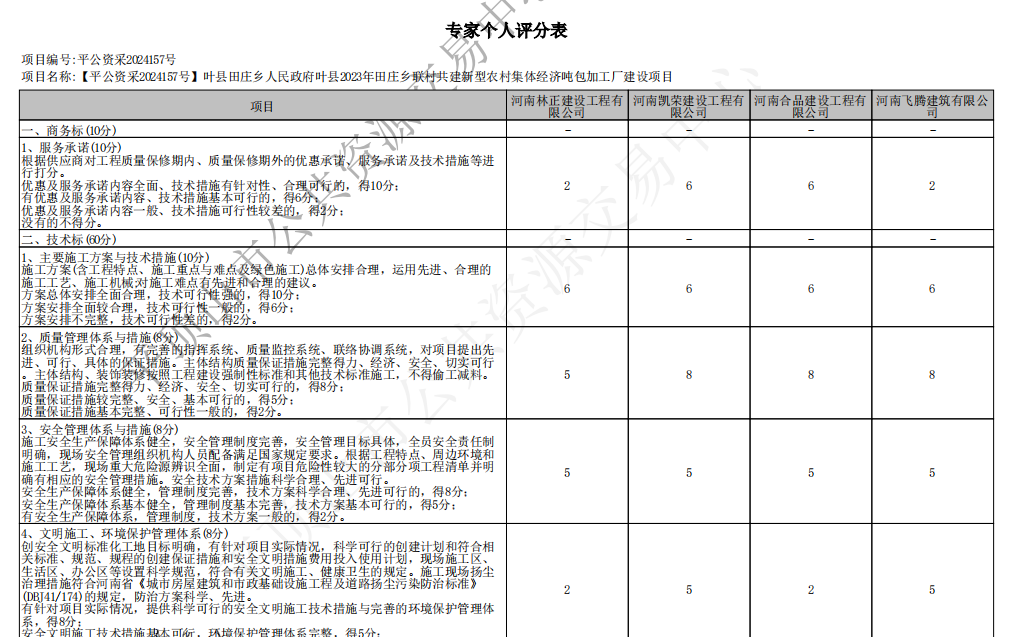 专家个人评分表
项目编号:平公资采2024157号
项目名称:【平公资采2024157号】叶县田庄乡人民政府叶县2023年田庄乡联村共建新型农村集体经济吨包加工厂建设项目
项目
河南林正建设工程有限公司
河南凯荣建设工程有限公司
河南合品建设工程有限公司
河南飞腾建筑有限公司
一、商务标(10分) - - - -
1、服务承诺(10分)
根据供应商对工程质量保修期内、质量保修期外的优惠承诺、服务承诺及技术措施等进
行打分。
优惠及服务承诺内容全面、技术措施有针对性、合理可行的，得10分；
有优惠及服务承诺内容、技术措施基本可行的，得6分；
优惠及服务承诺内容一般、技术措施可行性较差的，得2分；
没有的不得分。
2 6 6 2
二、技术标(60分) - - - -
1、主要施工方案与技术措施(10分)
施工方案(含工程特点、施工重点与难点及绿色施工)总体安排合理，运用先进、合理的
施工工艺、施工机械;对施工难点有先进和合理的建议。
方案总体安排全面合理，技术可行性强的，得10分；
方案安排全面较合理，技术可行性一般的，得6分；
方案安排不完整，技术可行性差的，得2分。
6 6 6 6
2、质量管理体系与措施(8分)
组织机构形式合理，有完善的指挥系统、质量监控系统、联络协调系统，对项目提出先
进、可行、具体的保证措施。主体结构质量保证措施完整得力、经济、安全、切实可行
。主体结构、装饰装修按照工程建设强制性标准和其他技术标准施工，不得偷工减料。
质量保证措施完整得力、经济、安全、切实可行的，得8分；
质量保证措施较完整、安全、基本可行的，得5分；
质量保证措施基本完整、可行性一般的，得2分。
5 8 8 8
3、安全管理体系与措施(8分)
施工安全生产保障体系健全，安全管理制度完善，安全管理目标具体，全员安全责任制
明确，现场安全管理组织机构人员配备满足国家规定要求。根据工程特点、周边环境和
施工工艺，现场重大危险源辨识全面，制定有项目危险性较大的分部分项工程清单并明
确有相应的安全管理措施。安全技术方案措施科学合理、先进可行。
安全生产保障体系健全，管理制度完善，技术方案科学合理、先进可行的，得8分；
安全生产保障体系基本健全，管理制度基本完善，技术方案基本可行的，得5分；
有安全生产保障体系，管理制度，技术方案一般的，得2分。
5 5 5 5
4、文明施工、环境保护管理体系(8分)
创安全文明标准化工地目标明确，有针对项目实际情况，科学可行的创建计划和符合相
关标准、规范、规程的创建保证措施和安全文明措施费用投入使用计划，现场施工区、
生活区、办公区等设置科学规范，符合有关文明施工、健康卫生的规定。施工现场扬尘
治理措施符合河南省《城市房屋建筑和市政基础设施工程及道路扬尘污染防治标准》
(DBJ41/174)的规定，防治方案科学、先进。
有针对项目实际情况，提供科学可行的安全文明施工技术措施与完善的环境保护管理体
系，得8分；
安全文明施工技术措施基本可行，环境保护管理体系完整，得5分；
2 5 2 5